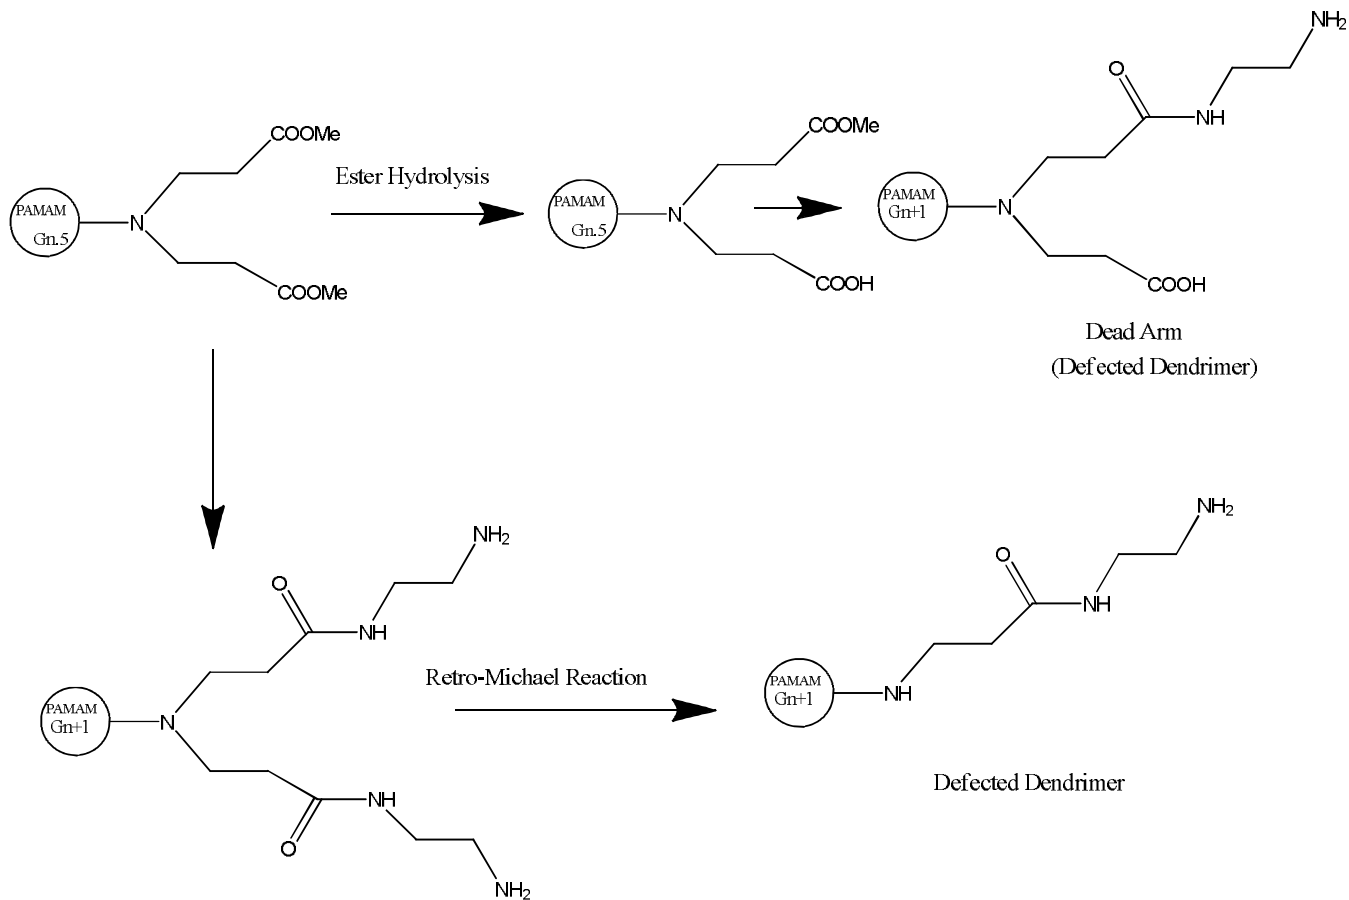 NH2
O
COOMe
COOMe
NH
Ester Hydrolysis
PAMAM
Gn.5
N
PAMAM
Gn.5
N
PAMAM
Gn+1
N
COOMe
COOH
COOH
Dead Arm
(Defected Dendrimer)
NH2
NH2
O
O
NH
NH
Retro-Michael Reaction
PAMAM
Gn+1
N
PAMAM
Gn+1
NH
NH
O
Defected Dendrimer
NH2